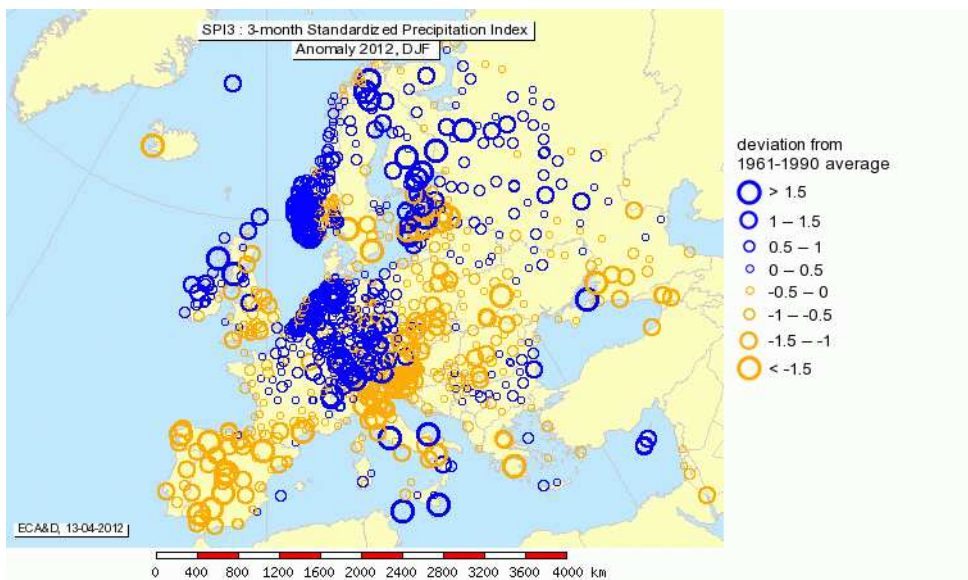 SPI3 : 3-month Standardized Precipitation Index
Anomaly 2012, DJF
deviation from
1961-1990 average
> 1.5
1 – 1.5
0.5 – 1
0 – 0.5
-0.5 – 0
-1 – -0.5
-1.5 – -1
< -1.5
ECA&D, 13-04-2012
0 400 800 1200 1600 2000 2400 2800 3200 3600 4000 km